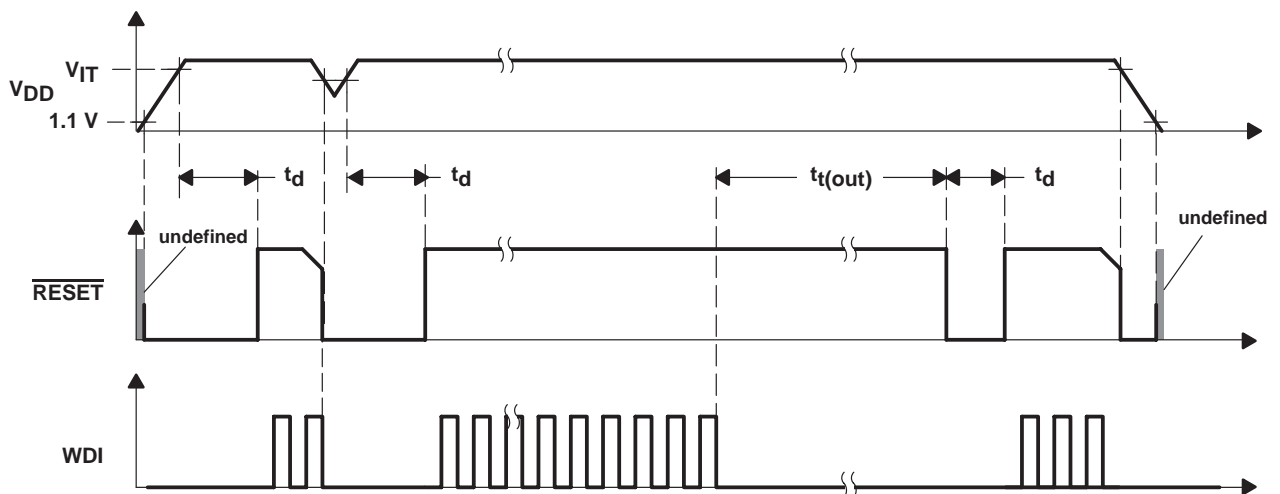 VIT
VDD
1.1 V
td
td
tt(out)
td
undefined
undefined
RESET
WDI